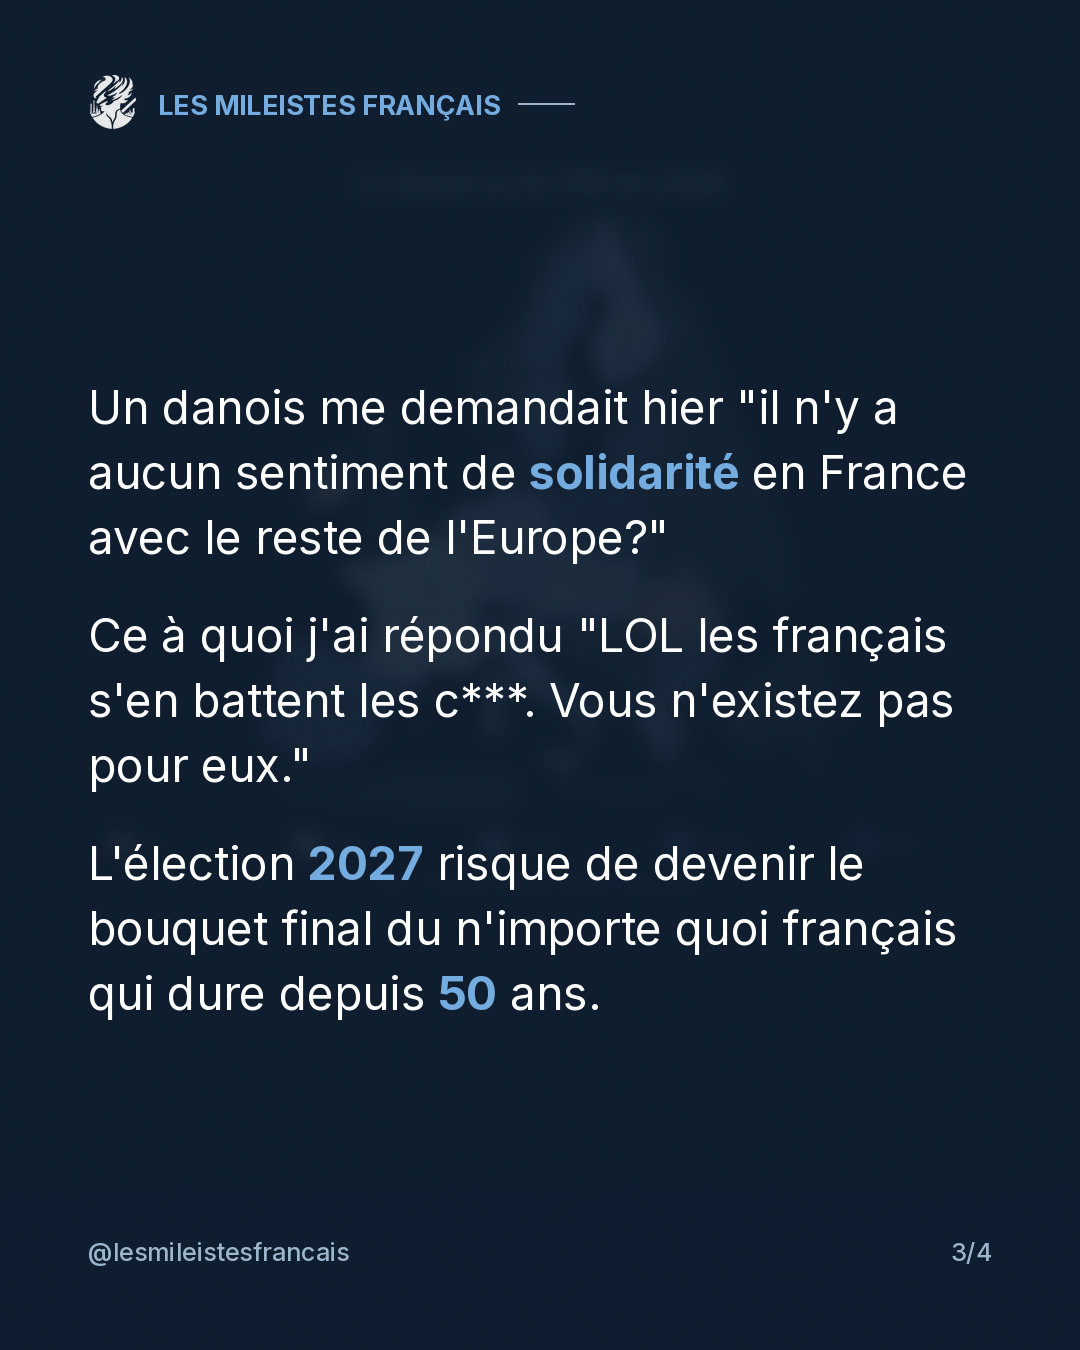 LES MILEISTES FRANÇAIS
Un danois me demandait hier "il n'y a
aucun sentiment de solidarité en France
avec le reste de l'Europe?"
Ce à quoi j'ai répondu "LOL les français
s'en battent les c***. Vous n'existez pas
pour eux."
L'élection 2027 risque de devenir le
bouquet final du n'importe quoi français
qui dure depuis 50 ans.
@lesmileistesfrancais
3/4